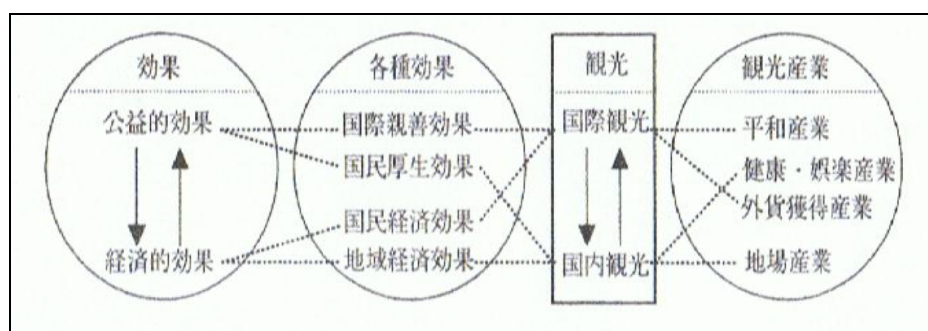 効果
公益的効果
経済的効果
各種効果
国際親善効果
国民厚生効果
国民経済効果
地域経済効果
観光
国際観光
国内観光
観光産業
平和産業
健康・娯楽産業
外貨獲得産業
地場産業